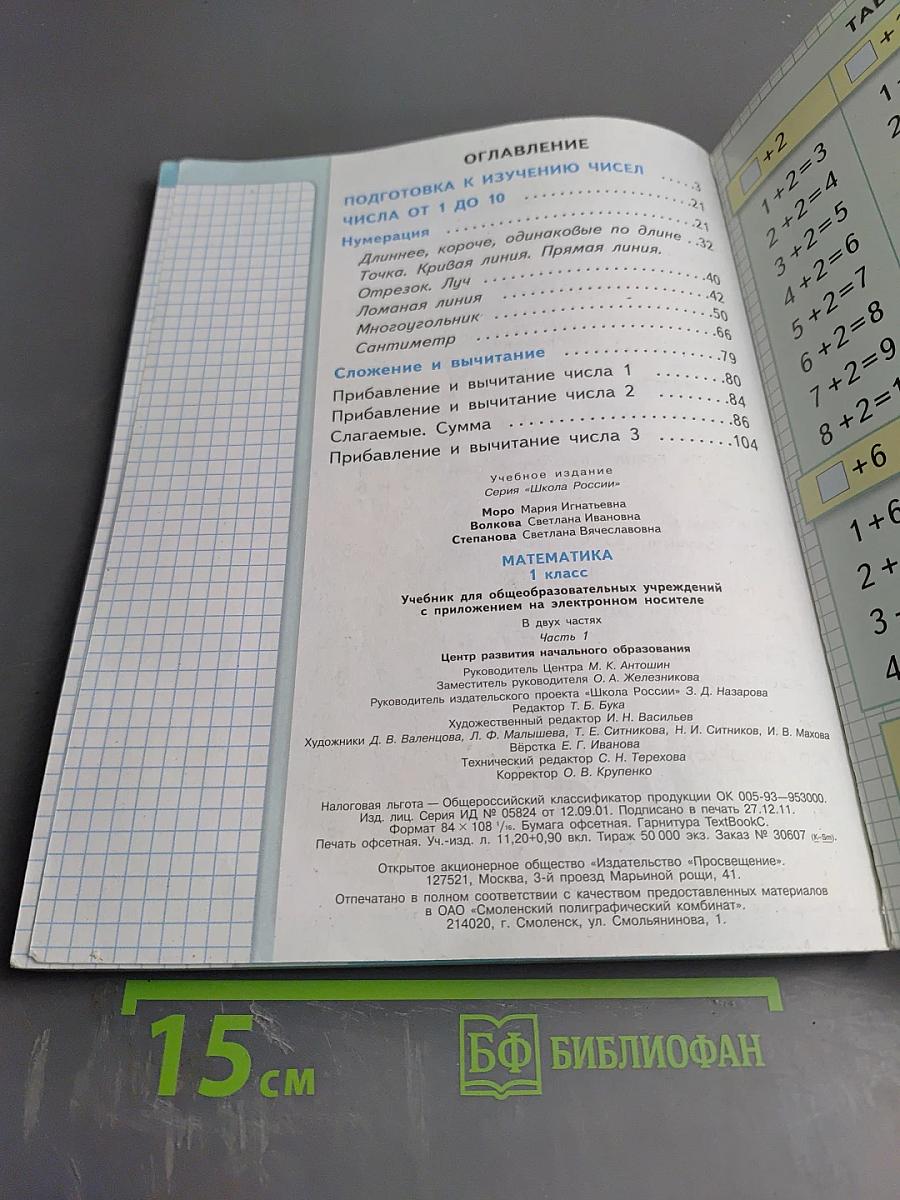 ОГЛАВЛЕНИЕ
ПОДГОТОВКА К ИЗУЧЕНИЮ ЧИСЕЛ .....3
ЧИСЛА ОТ 1 ДО 10 ..................21
Нумерация ..................21
Длиннее, короче, одинаковые по длине ..32
Точка. Кривая линия. Прямая линия.
Отрезок. Луч ..................40
Ломаная линия ..................42
Многоугольник ..................50
Сантиметр ..................66
Сложение и вычитание ..................79
Прибавление и вычитание числа 1 ........80
Прибавление и вычитание числа 2 ........84
Слагаемые. Сумма ..................86
Прибавление и вычитание числа 3 ........104
Учебное издание
Серия «Школа России»
Моро Мария Игнатьевна
Волкова Светлана Ивановна
Степанова Светлана Вячеславовна
МАТЕМАТИКА
1 класс
Учебник для общеобразовательных учреждений
с приложением на электронном носителе
В двух частях
Часть 1
Центр развития начального образования
Руководитель Центра М. К. Антошин
Заместитель руководителя О. А. Железникова
Руководитель издательского проекта «Школа России» З. Д. Назарова
Редактор Т. Б. Бука
Художественный редактор И. Н. Васильев
Художники Д. В. Валенцова, Л. Ф. Малышева, Т. Е. Ситникова, Н. И. Ситников, И. В. Махова
Вёрстка Е. Г. Иванова
Технический редактор С. Н. Терехова
Корректор О. В. Крупенко
Налоговая льгота — Общероссийский классификатор продукции ОК 005-93—953000.
Изд. лиц. Серия ИД № 05824 от 12.09.01. Подписано в печать 27.12.11.
Формат 84 × 108 1/16. Бумага офсетная. Гарнитура TextBookC.
Печать офсетная. Уч.-изд. л. 11,20+0,90 вкл. Тираж 50 000 экз. Заказ № 30607 (K-Sm).
Открытое акционерное общество «Издательство «Просвещение».
127521, Москва, 3-й проезд Марьиной рощи, 41.
Отпечатано в полном соответствии с качеством предоставленных материалов
в ОАО «Смоленский полиграфический комбинат».
214020, г. Смоленск, ул. Смольянинова, 1.
+2
1+2=3
2+2=4
3+2=5
4+2=6
5+2=7
6+2=8
7+2=9
8+2=1
+6
1+6
2+
3
4
1
2
15 см
БФ БИБЛИОФАН